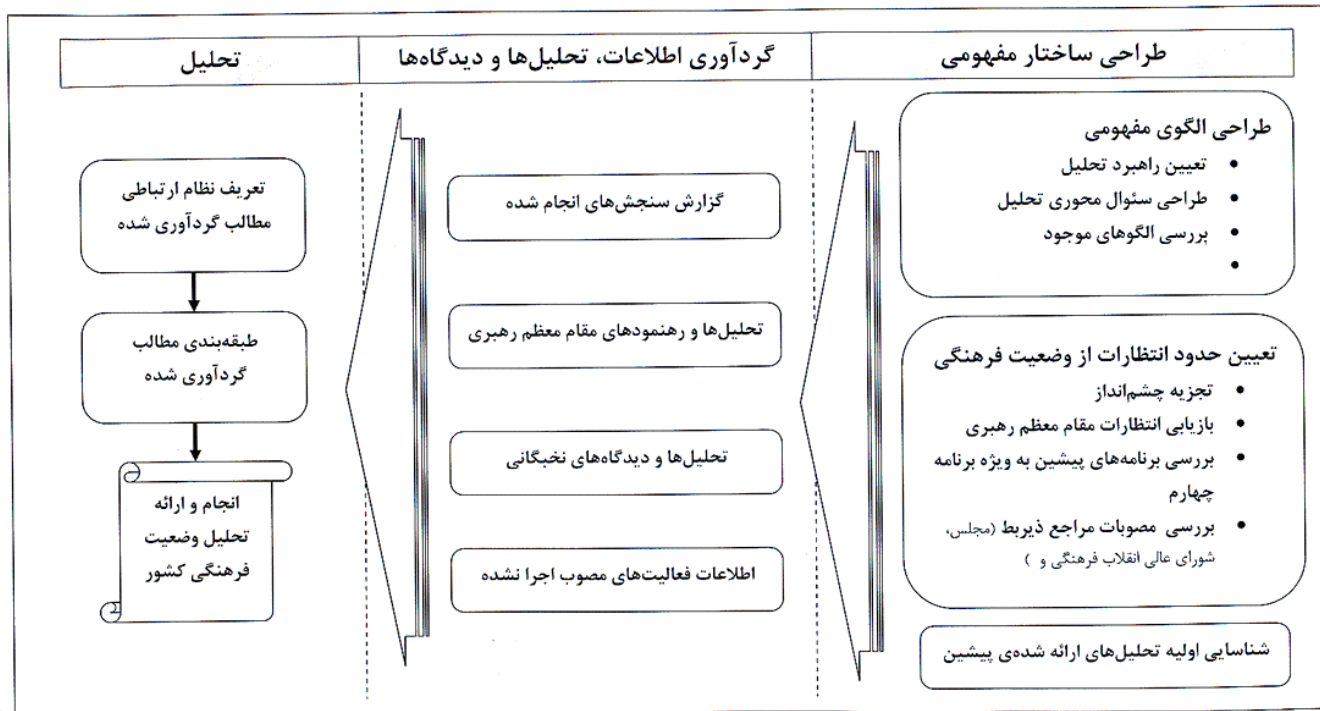 طراحی ساختار مفهومی
گردآوری اطلاعات، تحلیل‌ها و دیدگاه‌ها
تحلیل
طراحی الگوی مفهومی
• تعیین راهبرد تحلیل
• طراحی سئوال محوری تحلیل
• بررسی الگوهای موجود
•
تعیین حدود انتظارات از وضعیت فرهنگی
• تجزیه چشم‌انداز
• بازیابی انتظارات مقام معظم رهبری
• بررسی برنامه‌های پیشین به ویژه برنامه
چهارم
• بررسی مصوبات مراجع ذیربط (مجلس،
شورای عالی انقلاب فرهنگی و )
شناسایی اولیه تحلیل‌های ارائه شده‌ی پیشین
گزارش سنجش‌های انجام شده
تحلیل‌ها و رهنمودهای مقام معظم رهبری
تحلیل‌ها و دیدگاه‌های نخبگانی
اطلاعات فعالیت‌های مصوب اجرا نشده
تعریف نظام ارتباطی
مطالب گردآوری شده
طبقه‌بندی مطالب
گردآوری شده
انجام و ارائه
تحلیل وضعیت
فرهنگی کشور